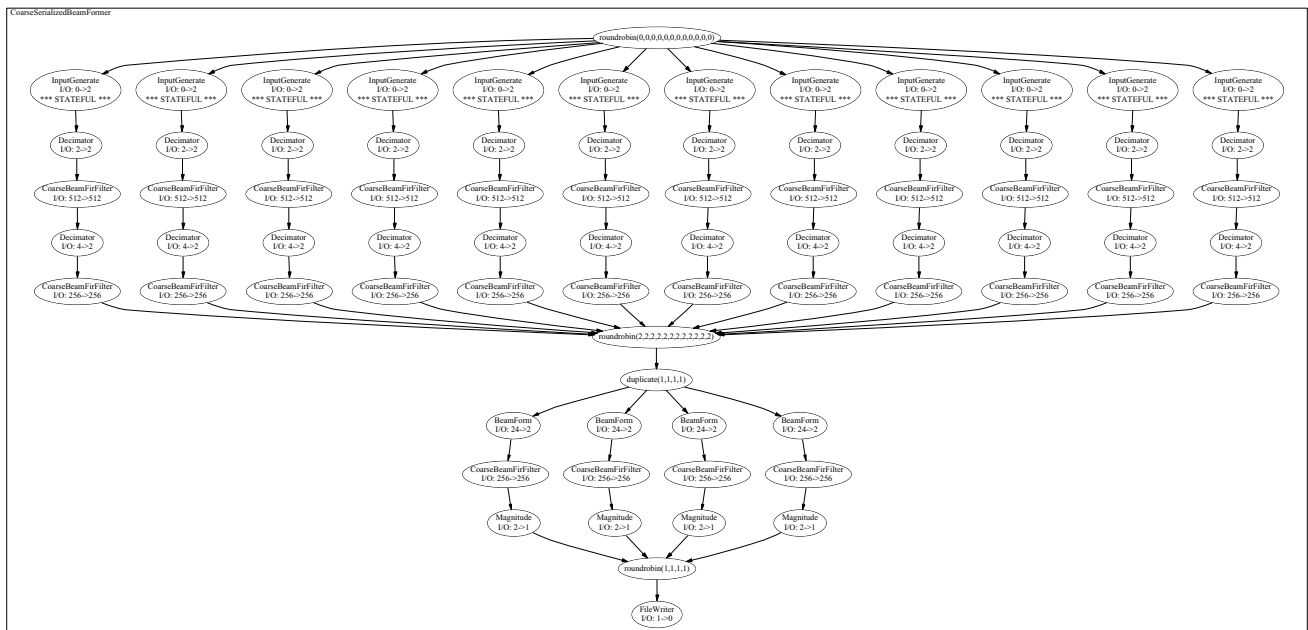 CoarseSerializedBeamFormer
roundrobin(0,0,0,0,0,0,0,0,0,0,0,0)
InputGenerate InputGenerate InputGenerate InputGenerate InputGenerate InputGenerate InputGenerate InputGenerate InputGenerate InputGenerate InputGenerate InputGenerate
I/O: 0->2 I/O: 0->2 I/O: 0->2 I/O: 0->2 I/O: 0->2 I/O: 0->2 I/O: 0->2 I/O: 0->2 I/O: 0->2 I/O: 0->2 I/O: 0->2 I/O: 0->2
*** STATEFUL *** *** STATEFUL *** *** STATEFUL *** *** STATEFUL *** *** STATEFUL *** *** STATEFUL *** *** STATEFUL *** *** STATEFUL *** *** STATEFUL *** *** STATEFUL *** *** STATEFUL *** *** STATEFUL ***
Decimator Decimator Decimator Decimator Decimator Decimator Decimator Decimator Decimator Decimator Decimator Decimator
I/O: 2->2 I/O: 2->2 I/O: 2->2 I/O: 2->2 I/O: 2->2 I/O: 2->2 I/O: 2->2 I/O: 2->2 I/O: 2->2 I/O: 2->2 I/O: 2->2 I/O: 2->2
CoarseBeamFirFilter CoarseBeamFirFilter CoarseBeamFirFilter CoarseBeamFirFilter CoarseBeamFirFilter CoarseBeamFirFilter CoarseBeamFirFilter CoarseBeamFirFilter CoarseBeamFirFilter CoarseBeamFirFilter CoarseBeamFirFilter CoarseBeamFirFilter
I/O: 512->512 I/O: 512->512 I/O: 512->512 I/O: 512->512 I/O: 512->512 I/O: 512->512 I/O: 512->512 I/O: 512->512 I/O: 512->512 I/O: 512->512 I/O: 512->512 I/O: 512->512
Decimator Decimator Decimator Decimator Decimator Decimator Decimator Decimator Decimator Decimator Decimator Decimator
I/O: 4->2 I/O: 4->2 I/O: 4->2 I/O: 4->2 I/O: 4->2 I/O: 4->2 I/O: 4->2 I/O: 4->2 I/O: 4->2 I/O: 4->2 I/O: 4->2 I/O: 4->2
CoarseBeamFirFilter CoarseBeamFirFilter CoarseBeamFirFilter CoarseBeamFirFilter CoarseBeamFirFilter CoarseBeamFirFilter CoarseBeamFirFilter CoarseBeamFirFilter CoarseBeamFirFilter CoarseBeamFirFilter CoarseBeamFirFilter CoarseBeamFirFilter
I/O: 256->256 I/O: 256->256 I/O: 256->256 I/O: 256->256 I/O: 256->256 I/O: 256->256 I/O: 256->256 I/O: 256->256 I/O: 256->256 I/O: 256->256 I/O: 256->256 I/O: 256->256
roundrobin(2,2,2,2,2,2,2,2,2,2,2,2)
duplicate(1,1,1,1)
BeamForm BeamForm BeamForm BeamForm
I/O: 24->2 I/O: 24->2 I/O: 24->2 I/O: 24->2
CoarseBeamFirFilter CoarseBeamFirFilter CoarseBeamFirFilter CoarseBeamFirFilter
I/O: 256->256 I/O: 256->256 I/O: 256->256 I/O: 256->256
Magnitude Magnitude Magnitude Magnitude
I/O: 2->1 I/O: 2->1 I/O: 2->1 I/O: 2->1
roundrobin(1,1,1,1)
FileWriter
I/O: 1->0